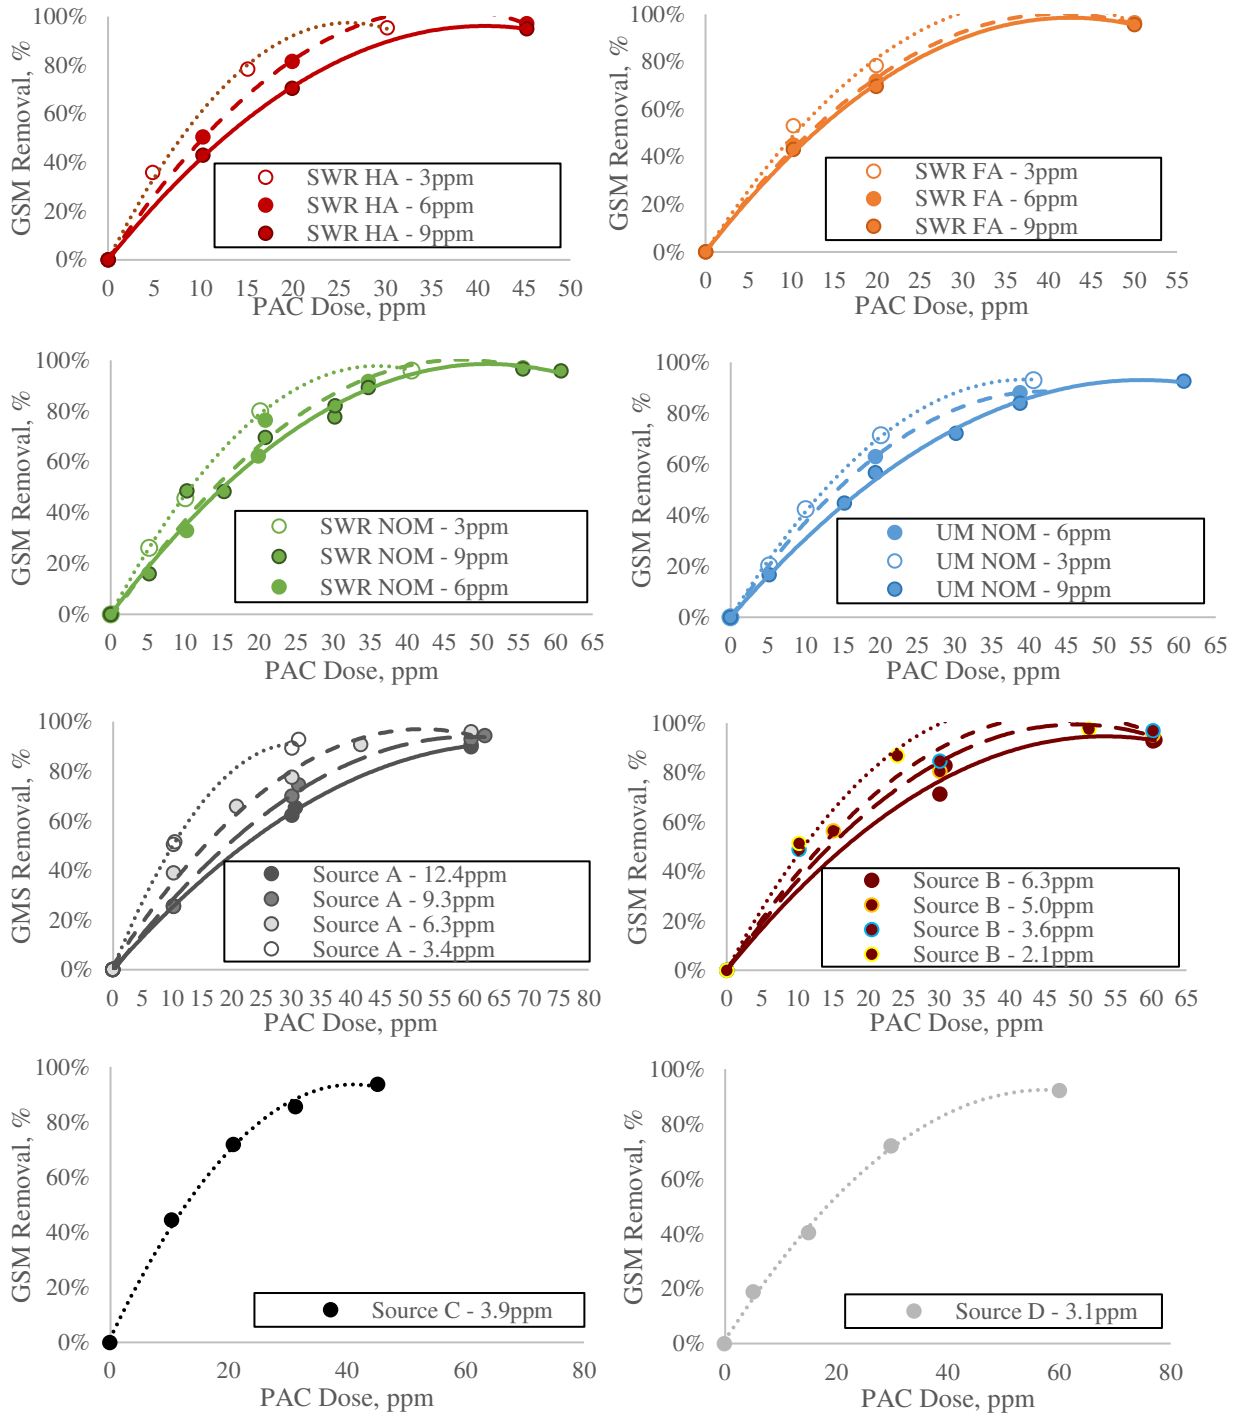 GSM Removal, %
100%
80%
60%
40%
20%
0%
SWR HA - 3ppm
SWR HA - 6ppm
SWR HA - 9ppm
0 5 10 15 20 25 30 35 40 45 50
PAC Dose, ppm
GSM Removal, %
100%
80%
60%
40%
20%
0%
SWR FA - 3ppm
SWR FA - 6ppm
SWR FA - 9ppm
0 5 10 15 20 25 30 35 40 45 50 55
PAC Dose, ppm
GSM Removal, %
100%
80%
60%
40%
20%
0%
SWR NOM - 3ppm
SWR NOM - 9ppm
SWR NOM - 6ppm
0 5 10 15 20 25 30 35 40 45 50 55 60 65
PAC Dose, ppm
GSM Removal, %
100%
80%
60%
40%
20%
0%
UM NOM - 6ppm
UM NOM - 3ppm
UM NOM - 9ppm
0 5 10 15 20 25 30 35 40 45 50 55 60 65
PAC Dose, ppm
GMS Removal, %
100%
80%
60%
40%
20%
0%
Source A - 12.4ppm
Source A - 9.3ppm
Source A - 6.3ppm
Source A - 3.4ppm
0 5 10 15 20 25 30 35 40 45 50 55 60 65 70 75 80
PAC Dose, ppm
GSM Removal, %
100%
80%
60%
40%
20%
0%
Source B - 6.3ppm
Source B - 5.0ppm
Source B - 3.6ppm
Source B - 2.1ppm
0 5 10 15 20 25 30 35 40 45 50 55 60 65
PAC Dose, ppm
GSM Removal, %
100%
80%
60%
40%
20%
0%
Source C - 3.9ppm
0 20 40 60 80
PAC Dose, ppm
GSM Removal, %
100%
80%
60%
40%
20%
0%
Source D - 3.1ppm
0 20 40 60 80
PAC Dose, ppm